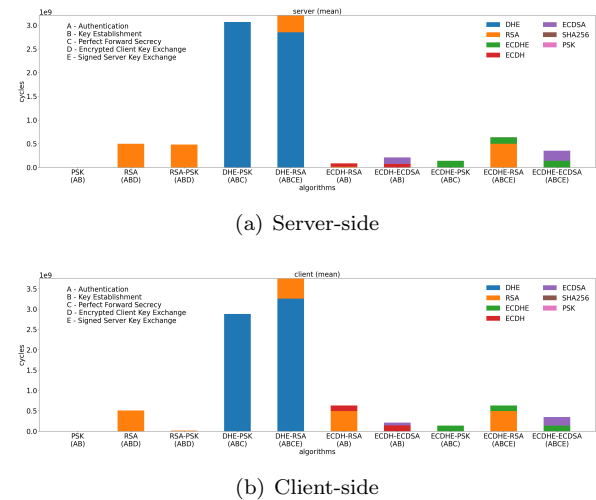 server (mean)
1e9
A - Authentication
B - Key Establishment
C - Perfect Forward Secrecy
D - Encrypted Client Key Exchange
E - Signed Server Key Exchange
DHE
RSA
ECDHE
ECDH
ECDSA
SHA256
PSK
cycles
3.0
2.5
2.0
1.5
1.0
0.5
0.0
PSK RSA RSA-PSK DHE-PSK DHE-RSA ECDH-RSA ECDH-ECDSA ECDHE-PSK ECDHE-RSA ECDHE-ECDSA
(AB) (ABD) (ABD) (ABC) (ABCE) (AB) (AB) (ABC) (ABCE) (ABCE)
algorithms
(a) Server-side
client (mean)
1e9
A - Authentication
B - Key Establishment
C - Perfect Forward Secrecy
D - Encrypted Client Key Exchange
E - Signed Server Key Exchange
DHE
RSA
ECDHE
ECDH
ECDSA
SHA256
PSK
cycles
3.5
3.0
2.5
2.0
1.5
1.0
0.5
0.0
PSK RSA RSA-PSK DHE-PSK DHE-RSA ECDH-RSA ECDH-ECDSA ECDHE-PSK ECDHE-RSA ECDHE-ECDSA
(AB) (ABD) (ABD) (ABC) (ABCE) (AB) (AB) (ABC) (ABCE) (ABCE)
algorithms
(b) Client-side